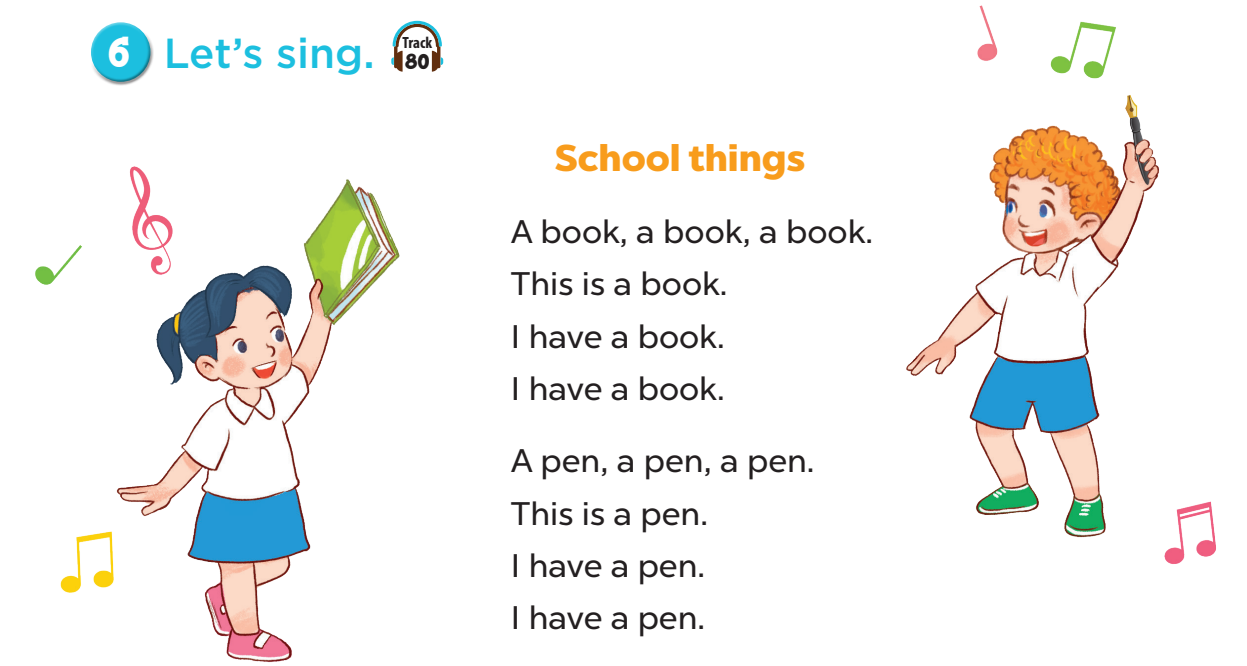 6 Let's sing. Track 80
School things
A book, a book, a book.
This is a book.
I have a book.
I have a book.
A pen, a pen, a pen.
This is a pen.
I have a pen.
I have a pen.